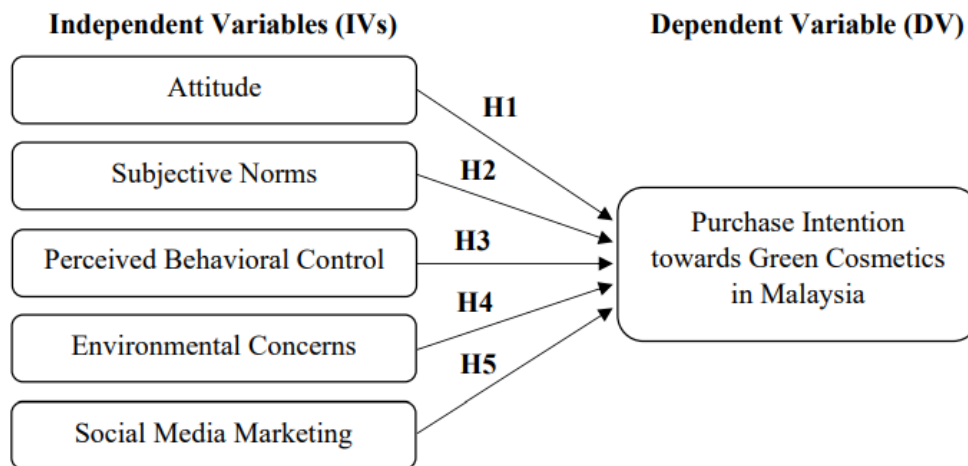 Independent Variables (IVs)
Dependent Variable (DV)
Attitude
H1
Subjective Norms
H2
Perceived Behavioral Control
H3
Environmental Concerns
H4
Social Media Marketing
H5
Purchase Intention
towards Green Cosmetics
in Malaysia